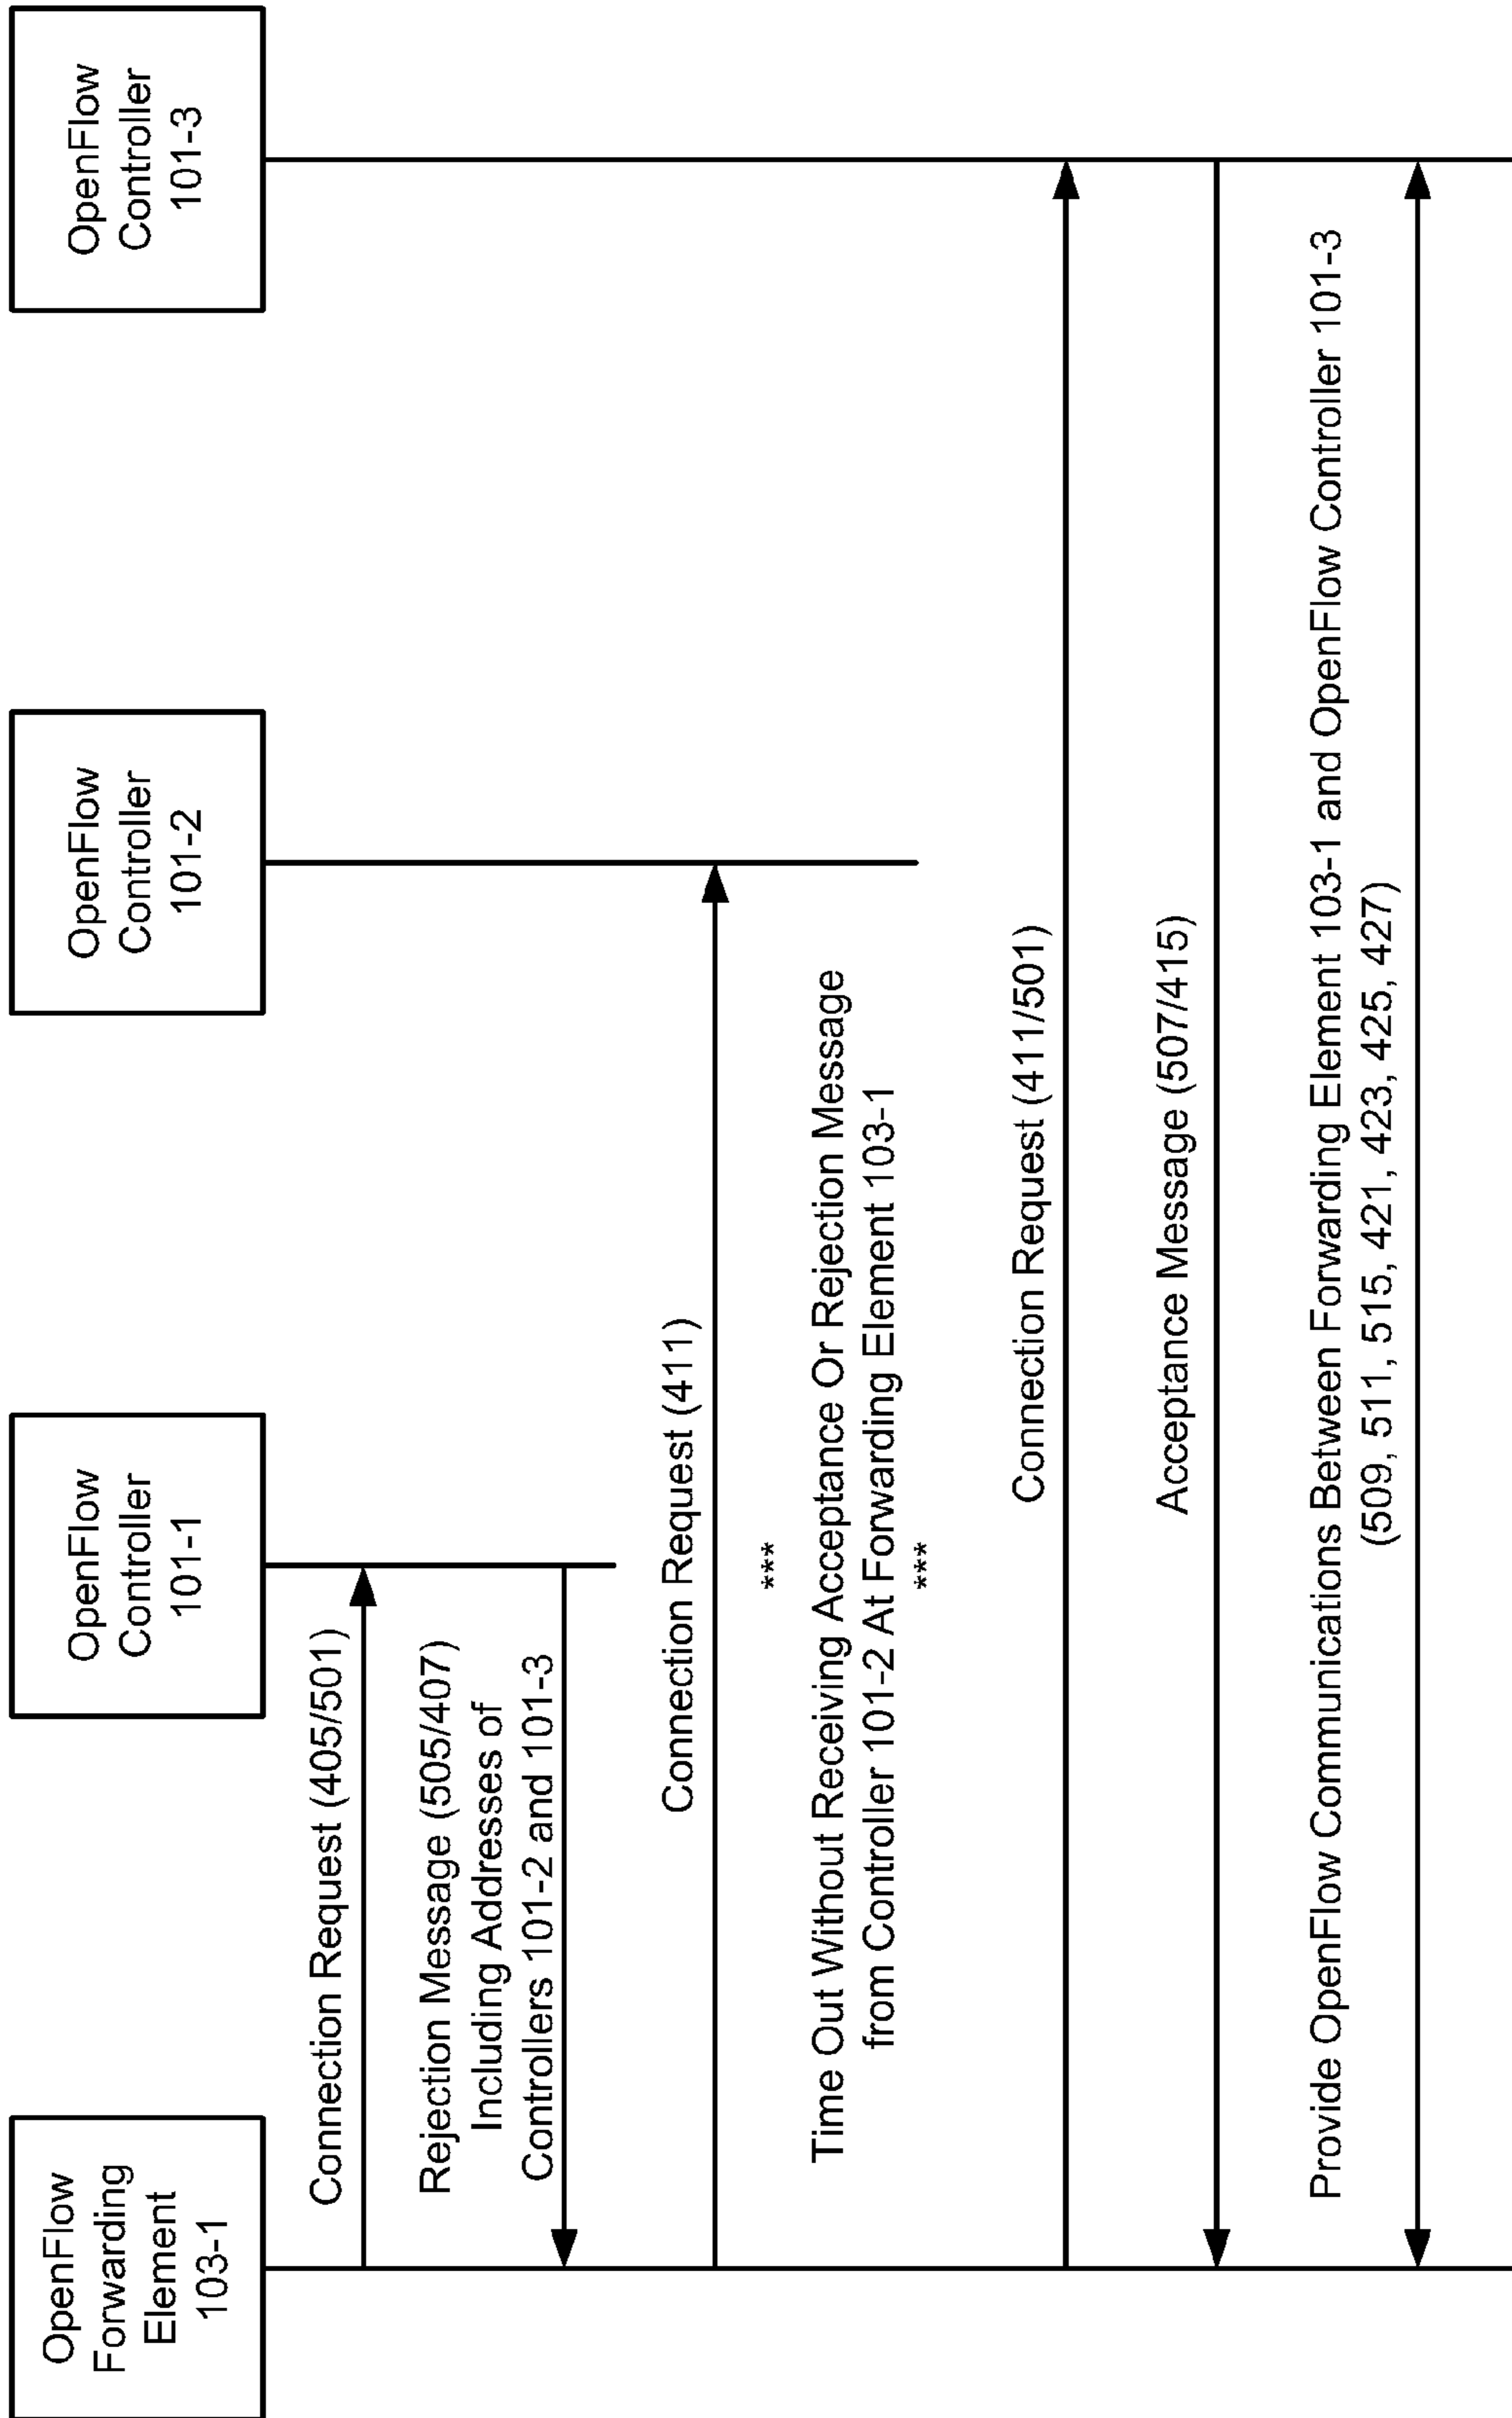 OpenFlow
Forwarding
Element
103-1
OpenFlow
Controller
101-1
OpenFlow
Controller
101-2
OpenFlow
Controller
101-3
Connection Request (405/501)
Rejection Message (505/407)
Including Addresses of
Controllers 101-2 and 101-3
Connection Request (411)
***
Time Out Without Receiving Acceptance Or Rejection Message
from Controller 101-2 At Forwarding Element 103-1
***
Connection Request (411/501)
Acceptance Message (507/415)
Provide OpenFlow Communications Between Forwarding Element 103-1 and OpenFlow Controller 101-3
(509, 511, 515, 421, 423, 425, 427)